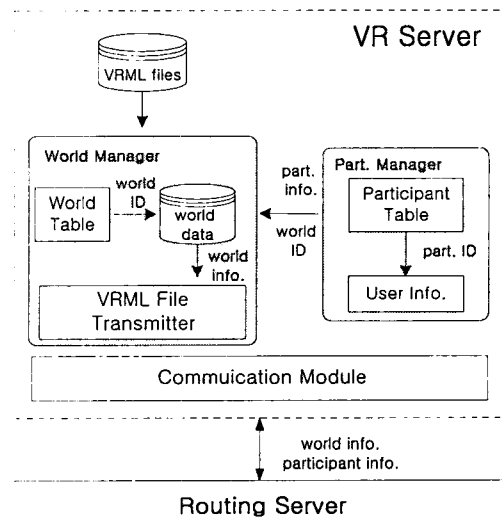 VR Server
VRML files
World Manager
World
Table
world
ID
world
data
world
info.
VRML File
Transmitter
part.
info.
world
ID
Part. Manager
Participant
Table
part. ID
User Info.
Commuication Module
world info.
participant info.
Routing Server